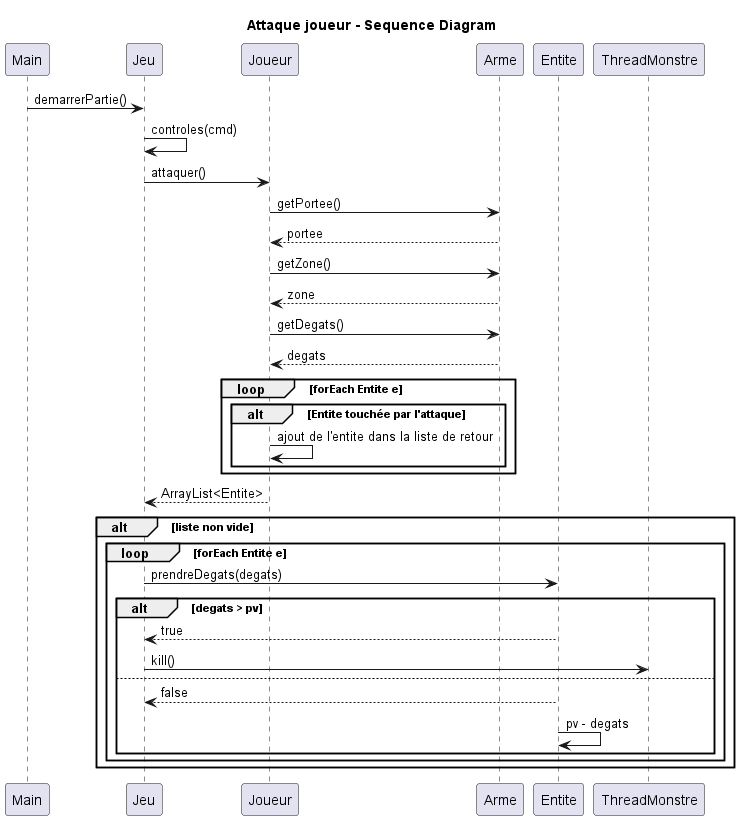 Attaque joueur - Sequence Diagram
Main Jeu Joueur Arme Entite ThreadMonstre
demarrerPartie()
controles(cmd)
attaquer()
getPortee()
portee
getZone()
zone
getDegats()
degats
loop [forEach Entite e]
alt [Entite touchée par l'attaque]
ajout de l'entite dans la liste de retour
ArrayList<Entite>
alt [liste non vide]
loop [forEach Entite e]
prendreDegats(degats)
alt [degats > pv]
true
kill()
false
pv - degats
Main Jeu Joueur Arme Entite ThreadMonstre